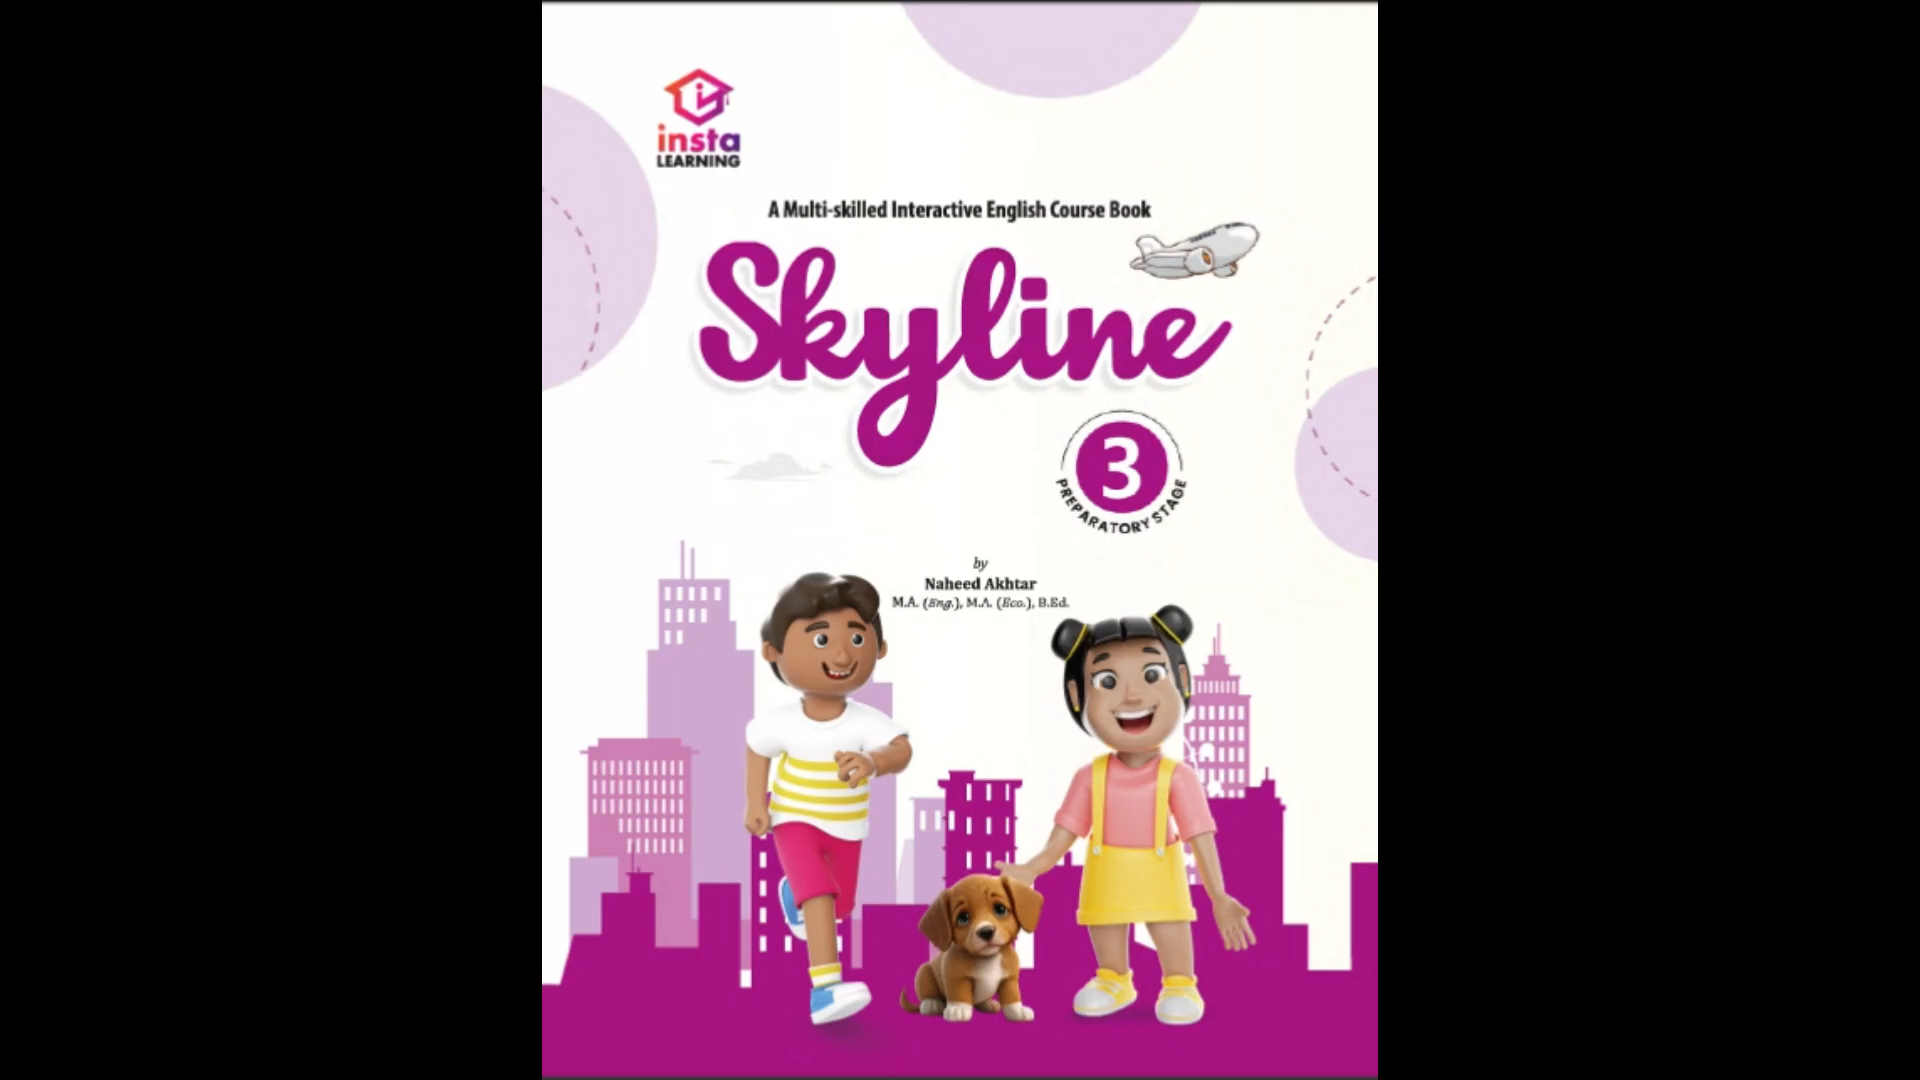 insta
LEARNING
A Multi-skilled Interactive English Course Book
Skyline
3
PREPARATORY STAGE
by
Naheed Akhtar
M.A. (Eng.), M.A. (Eco.), B.Ed.